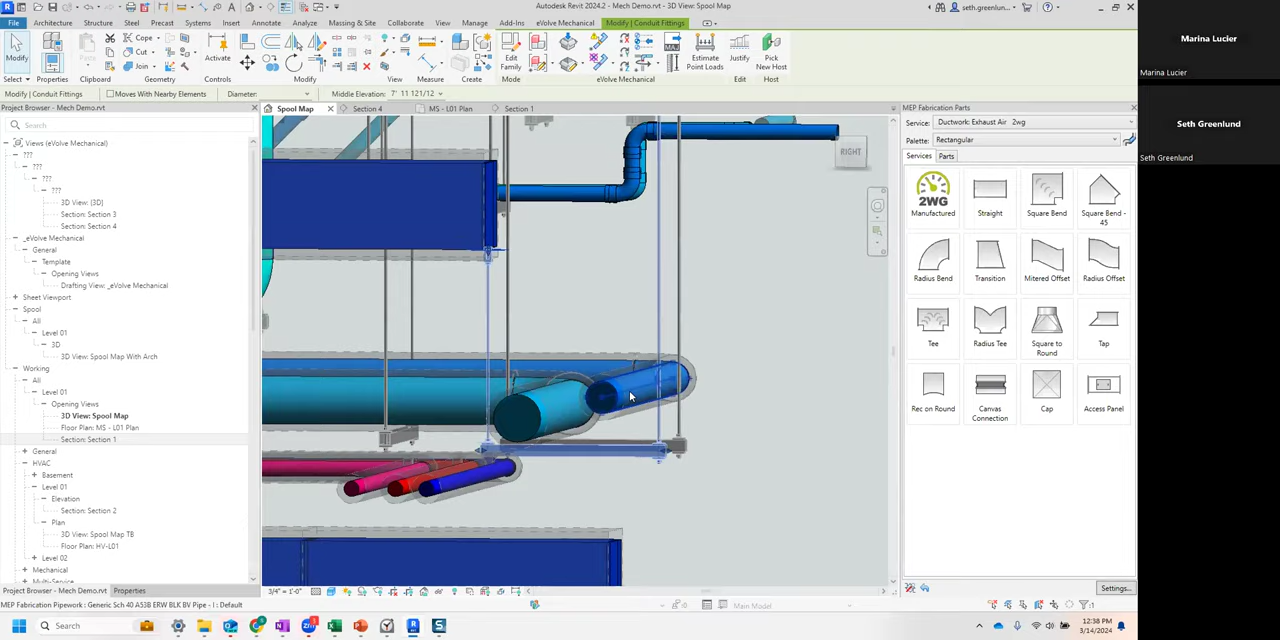 Autodesk Revit 2024.2 - Mech Demo.rvt - 3D View: Spool Map
seth.greenlun...
File Architecture Structure Steel Precast Systems Insert Annotate Analyze Massing & Site Collaborate View Manage Add-Ins eVolve Mechanical Modify | Conduit Fittings
Modify
Properties
Cope
Cut
Join
Activate
Edit Family
MAJ
Estimate Point Loads
Justify
Pick New Host
Select Properties Clipboard Geometry Controls Modify View Measure Create Mode eVolve Mechanical Edit Host
Modify | Conduit Fittings Moves With Nearby Elements Diameter: Middle Elevation: 7' 11 121/12
Project Browser - Mech Demo.rvt
Search
Views (eVolve Mechanical)
???
???
???
???
3D View: {3D}
Section: Section 3
Section: Section 4
_eVolve Mechanical
General
Template
Opening Views
Drafting View: _eVolve Mechanical
Sheet Viewport
Spool
All
Level 01
3D
3D View: Spool Map With Arch
Working
All
Level 01
Opening Views
3D View: Spool Map
Floor Plan: MS - L01 Plan
Section: Section 1
General
HVAC
Basement
Level 01
Elevation
Section: Section 2
Plan
3D View: Spool Map TB
Floor Plan: HV-L01
Level 02
Mechanical
Multi-Service
Project Browser - Mech Demo.rvt Properties
Spool Map Section 4 MS - L01 Plan Section 1
RIGHT
3/4" = 1'-0"
MEP Fabrication Parts
Service: Ductwork: Exhaust Air 2wg
Palette: Rectangular
Services Parts
2WG
Manufactured Straight Square Bend Square Bend - 45
Radius Bend Transition Mitered Offset Radius Offset
Tee Radius Tee Square to Round Tap
Rec on Round Canvas Connection Cap Access Panel
Settings...
MEP Fabrication Pipework : Generic Sch 40 A53B ERW BLK BV Pipe - I : Default
:0
Main Model
:1
Search
12:38 PM
3/14/2024
Marina Lucier
Marina Lucier
Seth Greenlund
Seth Greenlund